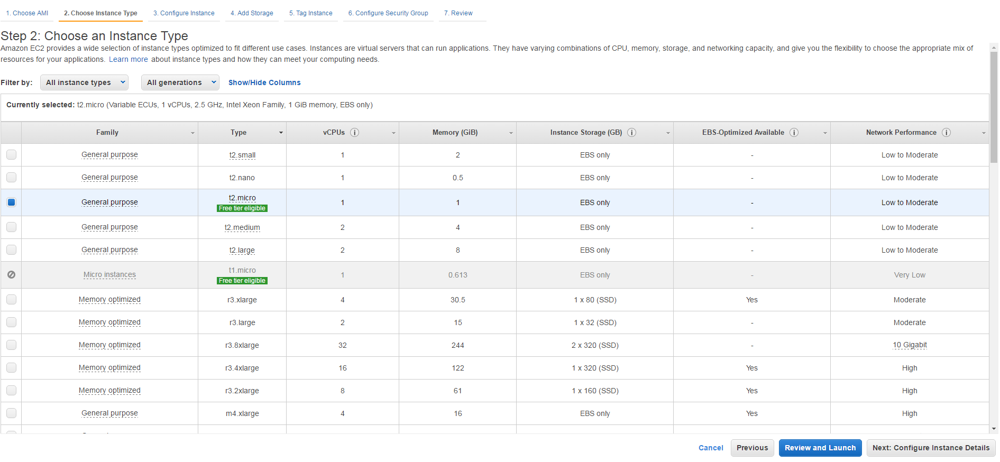 1. Choose AMI 2. Choose Instance Type 3. Configure Instance 4. Add Storage 5. Tag Instance 6. Configure Security Group 7. Review
Step 2: Choose an Instance Type
Amazon EC2 provides a wide selection of instance types optimized to fit different use cases. Instances are virtual servers that can run applications. They have varying combinations of CPU, memory, storage, and networking capacity, and give you the flexibility to choose the appropriate mix of
resources for your applications. Learn more about instance types and how they can meet your computing needs.
Filter by: All instance types All generations Show/Hide Columns
Currently selected: t2.micro (Variable ECUs, 1 vCPUs, 2.5 GHz, Intel Xeon Family, 1 GiB memory, EBS only)
Family Type vCPUs i Memory (GiB) Instance Storage (GB) i EBS-Optimized Available i Network Performance i
General purpose t2.small 1 2 EBS only - Low to Moderate
General purpose t2.nano 1 0.5 EBS only - Low to Moderate
General purpose t2.micro 1 1 EBS only - Low to Moderate
Free tier eligible
General purpose t2.medium 2 4 EBS only - Low to Moderate
General purpose t2.large 2 8 EBS only - Low to Moderate
Micro instances t1.micro 1 0.613 EBS only - Very Low
Free tier eligible
Memory optimized r3.xlarge 4 30.5 1 x 80 (SSD) Yes Moderate
Memory optimized r3.large 2 15 1 x 32 (SSD) - Moderate
Memory optimized r3.8xlarge 32 244 2 x 320 (SSD) - 10 Gigabit
Memory optimized r3.4xlarge 16 122 1 x 320 (SSD) Yes High
Memory optimized r3.2xlarge 8 61 1 x 160 (SSD) Yes High
General purpose m4.xlarge 4 16 EBS only Yes High
Cancel Previous Review and Launch Next: Configure Instance Details